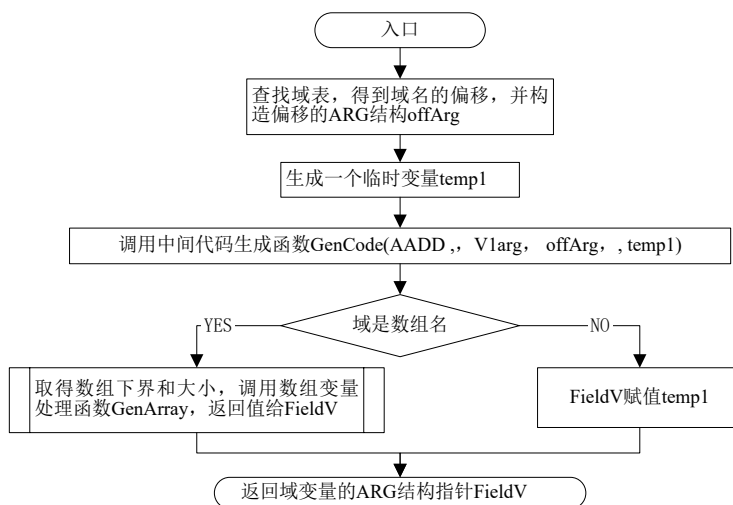 入口
查找域表，得到域名的偏移，并构
造偏移的ARG结构offArg
生成一个临时变量temp1
调用中间代码生成函数GenCode(AADD ,，V1arg， offArg，, temp1)
YES
域是数组名
NO
取得数组下界和大小，调用数组变量
处理函数GenArray，返回值给FieldV
FieldV赋值temp1
返回域变量的ARG结构指针FieldV